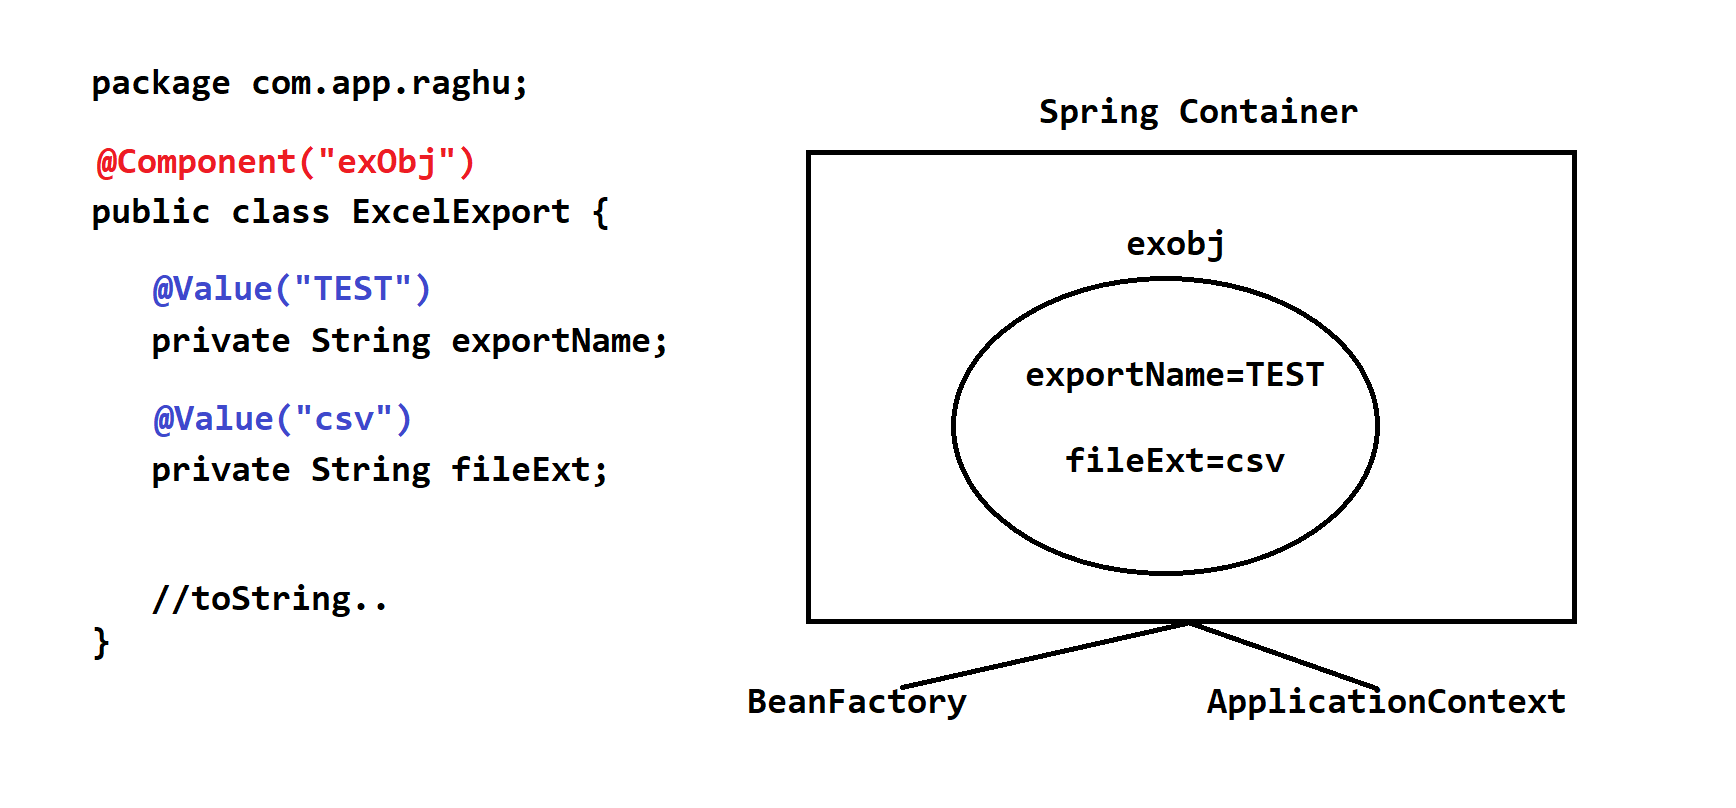 package com.app.raghu;
@Component("exObj")
public class ExcelExport {
@Value("TEST")
private String exportName;
@Value("csv")
private String fileExt;
//toString..
}
Spring Container
exobj
exportName=TEST
fileExt=csv
BeanFactory
ApplicationContext